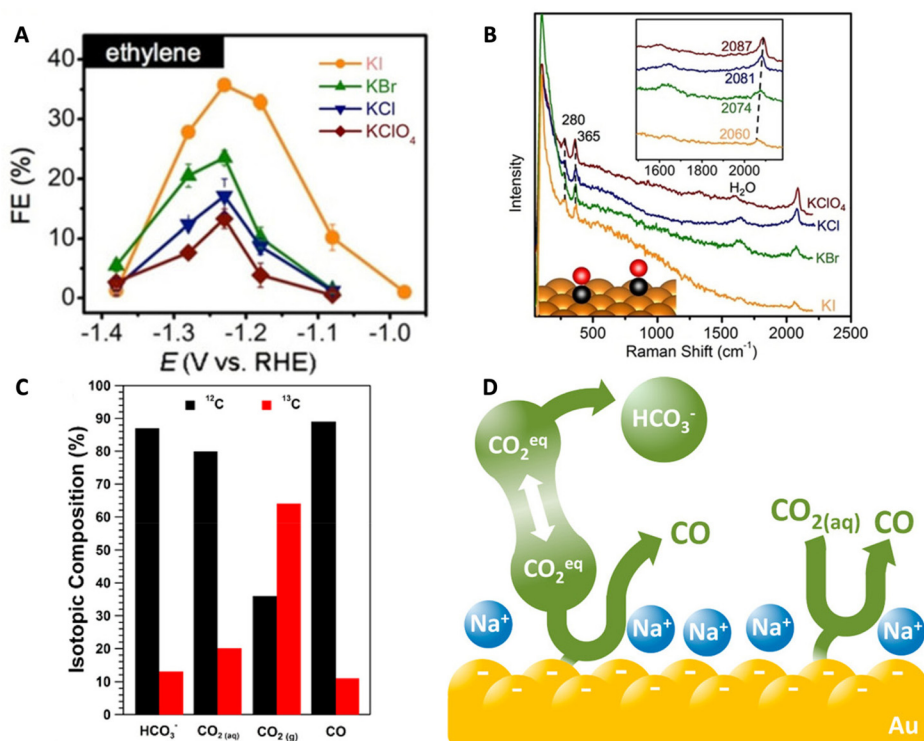 A
ethylene
KI
KBr
KCl
KClO4
FE (%)
40
30
20
10
0
-1.4
-1.3
-1.2
-1.1
-1.0
E (V vs. RHE)
B
2087
2081
2074
2060
1600
1800
2000
2200
280
365
H2O
KClO4
KCl
KBr
KI
Intensity
500
1000
1500
2000
2500
Raman Shift (cm-1)
C
12C
13C
Isotopic Composition (%)
100
90
80
70
60
50
40
30
20
10
0
HCO3-
CO2 (aq)
CO2 (g)
CO
D
CO2eq
HCO3-
CO2eq
CO
CO2(aq)
CO
Na+
Na+
Na+
Na+
Na+
- - - - - - - - -
Au